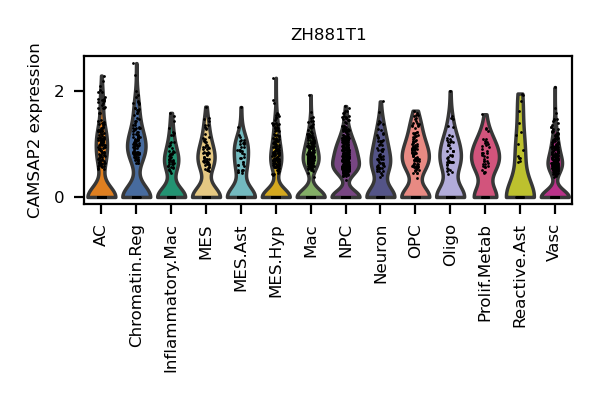 ZH881T1
CAMSAP2 expression
2
0
AC
Chromatin.Reg
Inflammatory.Mac
MES
MES.Ast
MES.Hyp
Mac
NPC
Neuron
OPC
Oligo
Prolif.Metab
Reactive.Ast
Vasc